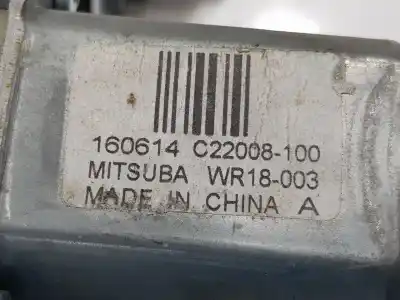 160614 C22008-100
MITSUBA WR18-003
MADE IN CHINA A